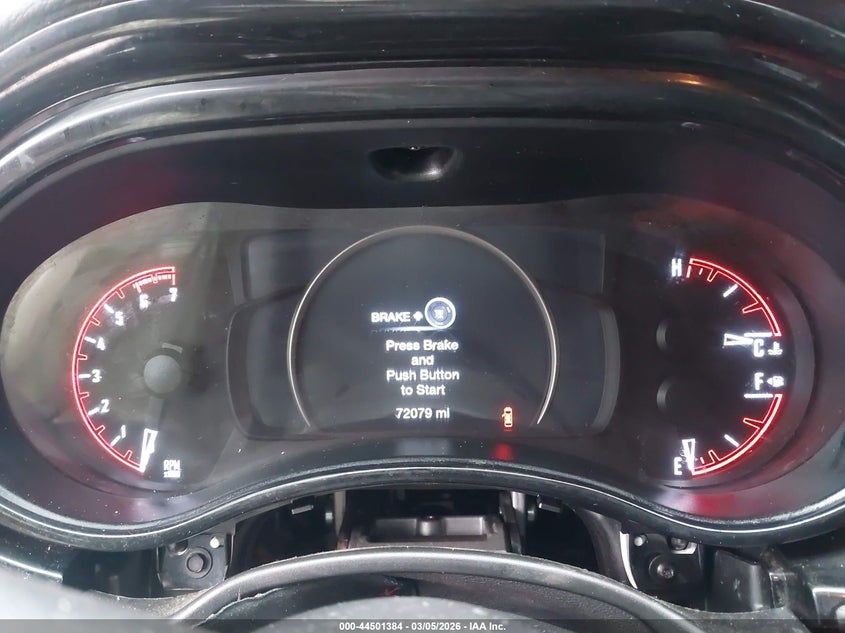 BRAKE +
Press Brake
and
Push Button
to Start
72079 mi
1
2
3
4
5
6
7
RPM
H
C
F
E
000-44501384 - 03/05/2026 - IAA Inc.